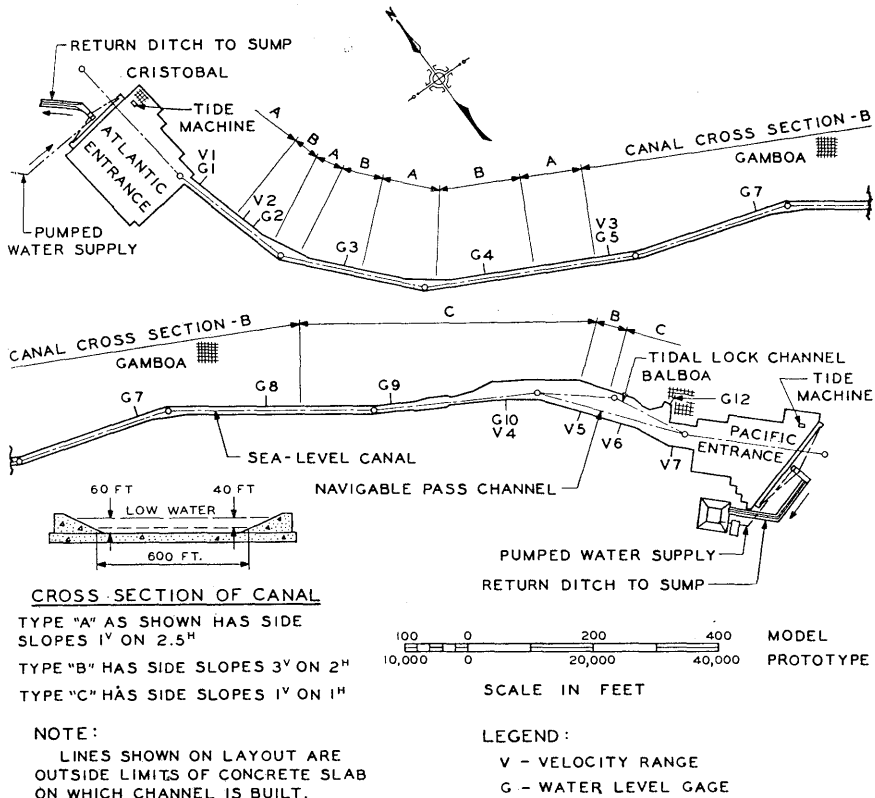 N
RETURN DITCH TO SUMP
CRISTOBAL
TIDE
MACHINE
ATLANTIC
ENTRANCE
PUMPED
WATER SUPPLY
V1
G1
V2
G2
A
B
A
B
A
B
A
CANAL CROSS SECTION-B
GAMBOA
G3
G4
V3
G5
G7
CANAL CROSS SECTION-B
GAMBOA
C
B
C
TIDAL LOCK CHANNEL
BALBOA
G12
TIDE
MACHINE
G7
G8
G9
G10
V4
V5
V6
V7
PACIFIC
ENTRANCE
SEA-LEVEL CANAL
NAVIGABLE PASS CHANNEL
PUMPED WATER SUPPLY
RETURN DITCH TO SUMP
60 FT
40 FT
LOW WATER
600 FT.
CROSS SECTION OF CANAL
TYPE "A" AS SHOWN HAS SIDE
SLOPES 1V ON 2.5H
TYPE "B" HAS SIDE SLOPES 3V ON 2H
TYPE "C" HAS SIDE SLOPES 1V ON 1H
100 0 200 400 MODEL
10,000 0 20,000 40,000 PROTOTYPE
SCALE IN FEET
NOTE:
LINES SHOWN ON LAYOUT ARE
OUTSIDE LIMITS OF CONCRETE SLAB
ON WHICH CHANNEL IS BUILT.
LEGEND:
V - VELOCITY RANGE
G - WATER LEVEL GAGE